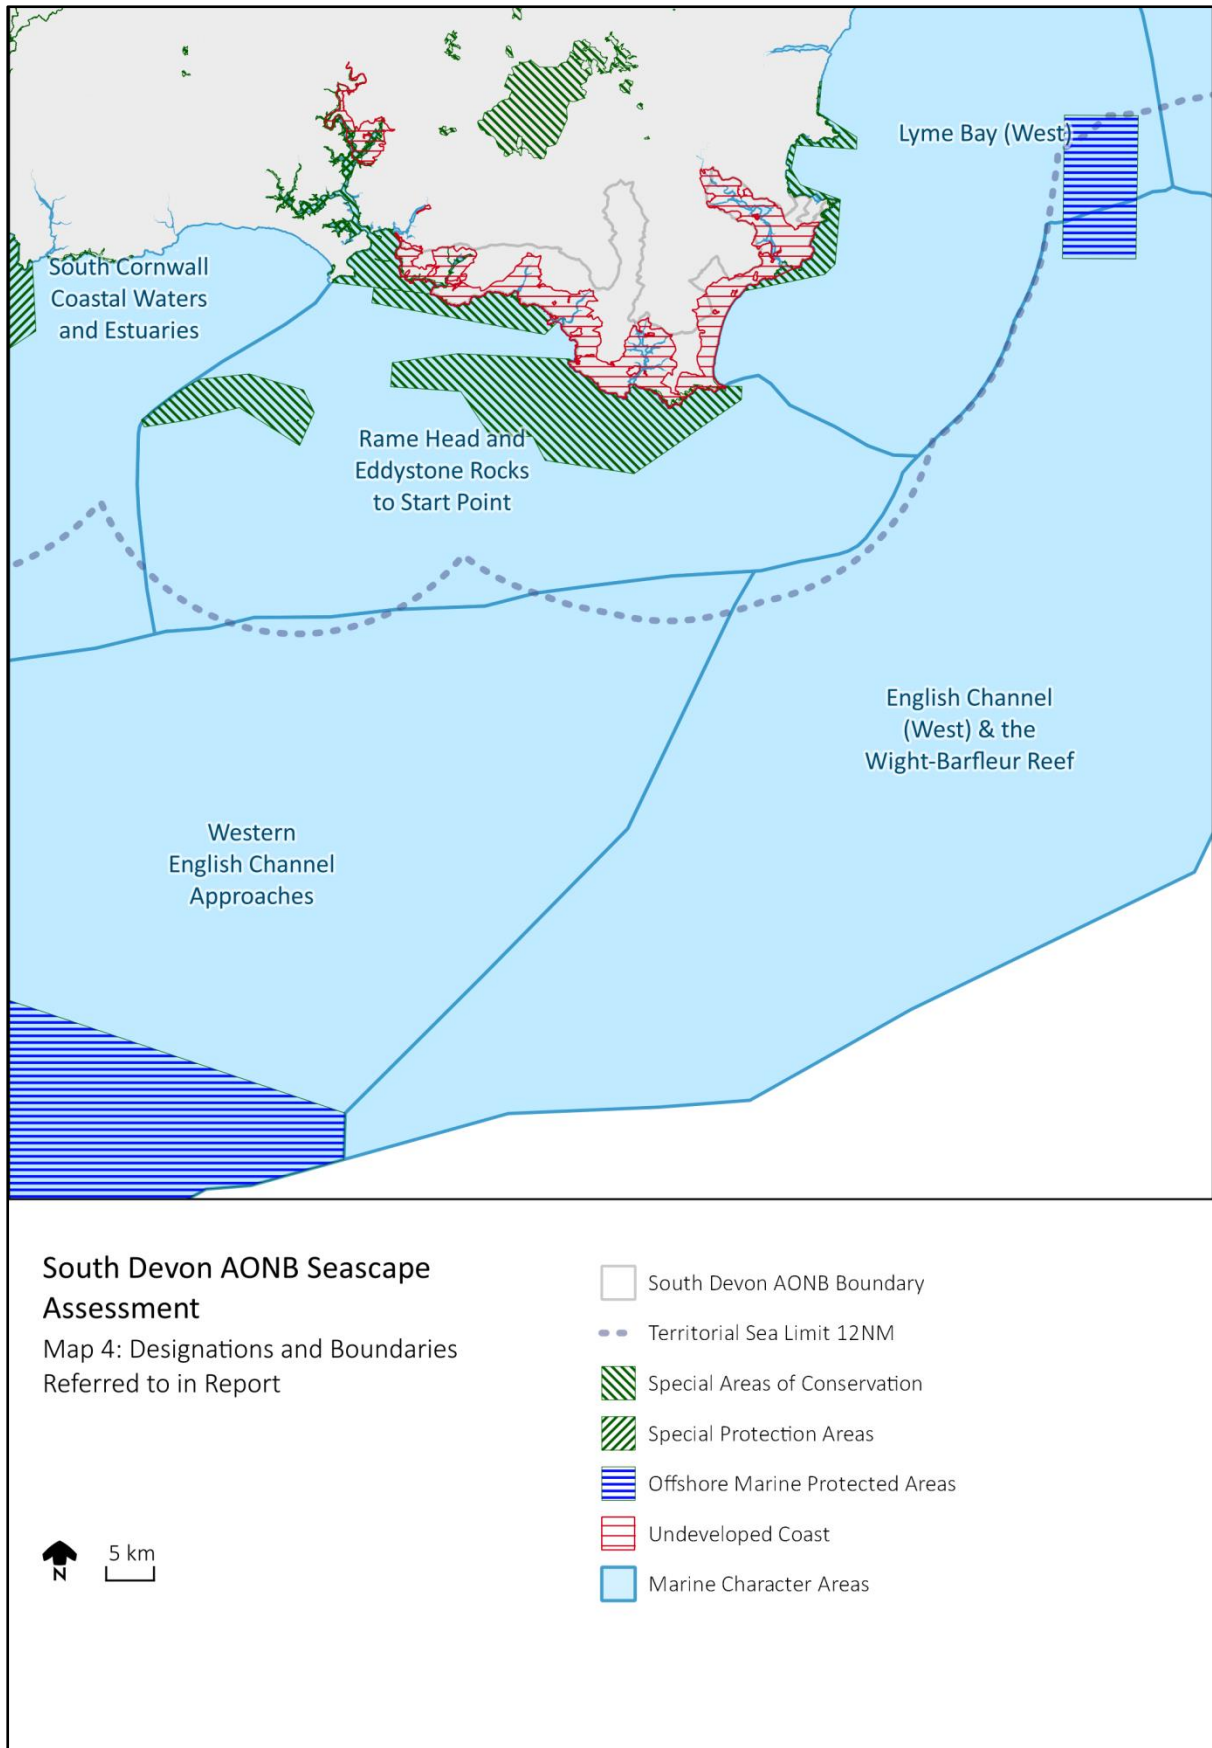 Lyme Bay (West)
South Cornwall
Coastal Waters
and Estuaries
Rame Head and
Eddystone Rocks
to Start Point
English Channel
(West) & the
Wight-Barfleur Reef
Western
English Channel
Approaches
South Devon AONB Seascape
Assessment
Map 4: Designations and Boundaries
Referred to in Report
N
5 km
South Devon AONB Boundary
Territorial Sea Limit 12NM
Special Areas of Conservation
Special Protection Areas
Offshore Marine Protected Areas
Undeveloped Coast
Marine Character Areas